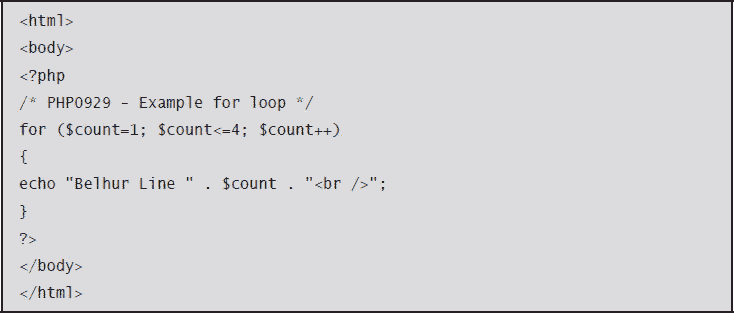 <html>
<body>
<?php
/* PHP0929 - Example for loop */
for ($count=1; $count<=4; $count++)
{
echo "Belhur Line " . $count . "<br />";
}
?>
</body>
</html>